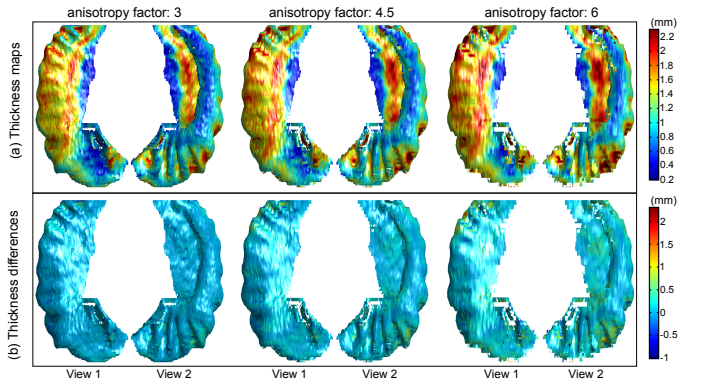 anisotropy factor: 3
anisotropy factor: 4.5
anisotropy factor: 6
(mm)
(a) Thickness maps
2.2
2
1.8
1.6
1.4
1.2
1
0.8
0.6
0.4
0.2
(b) Thickness differences
(mm)
2
1.5
1
0.5
0
-0.5
-1
View 1
View 2
View 1
View 2
View 1
View 2